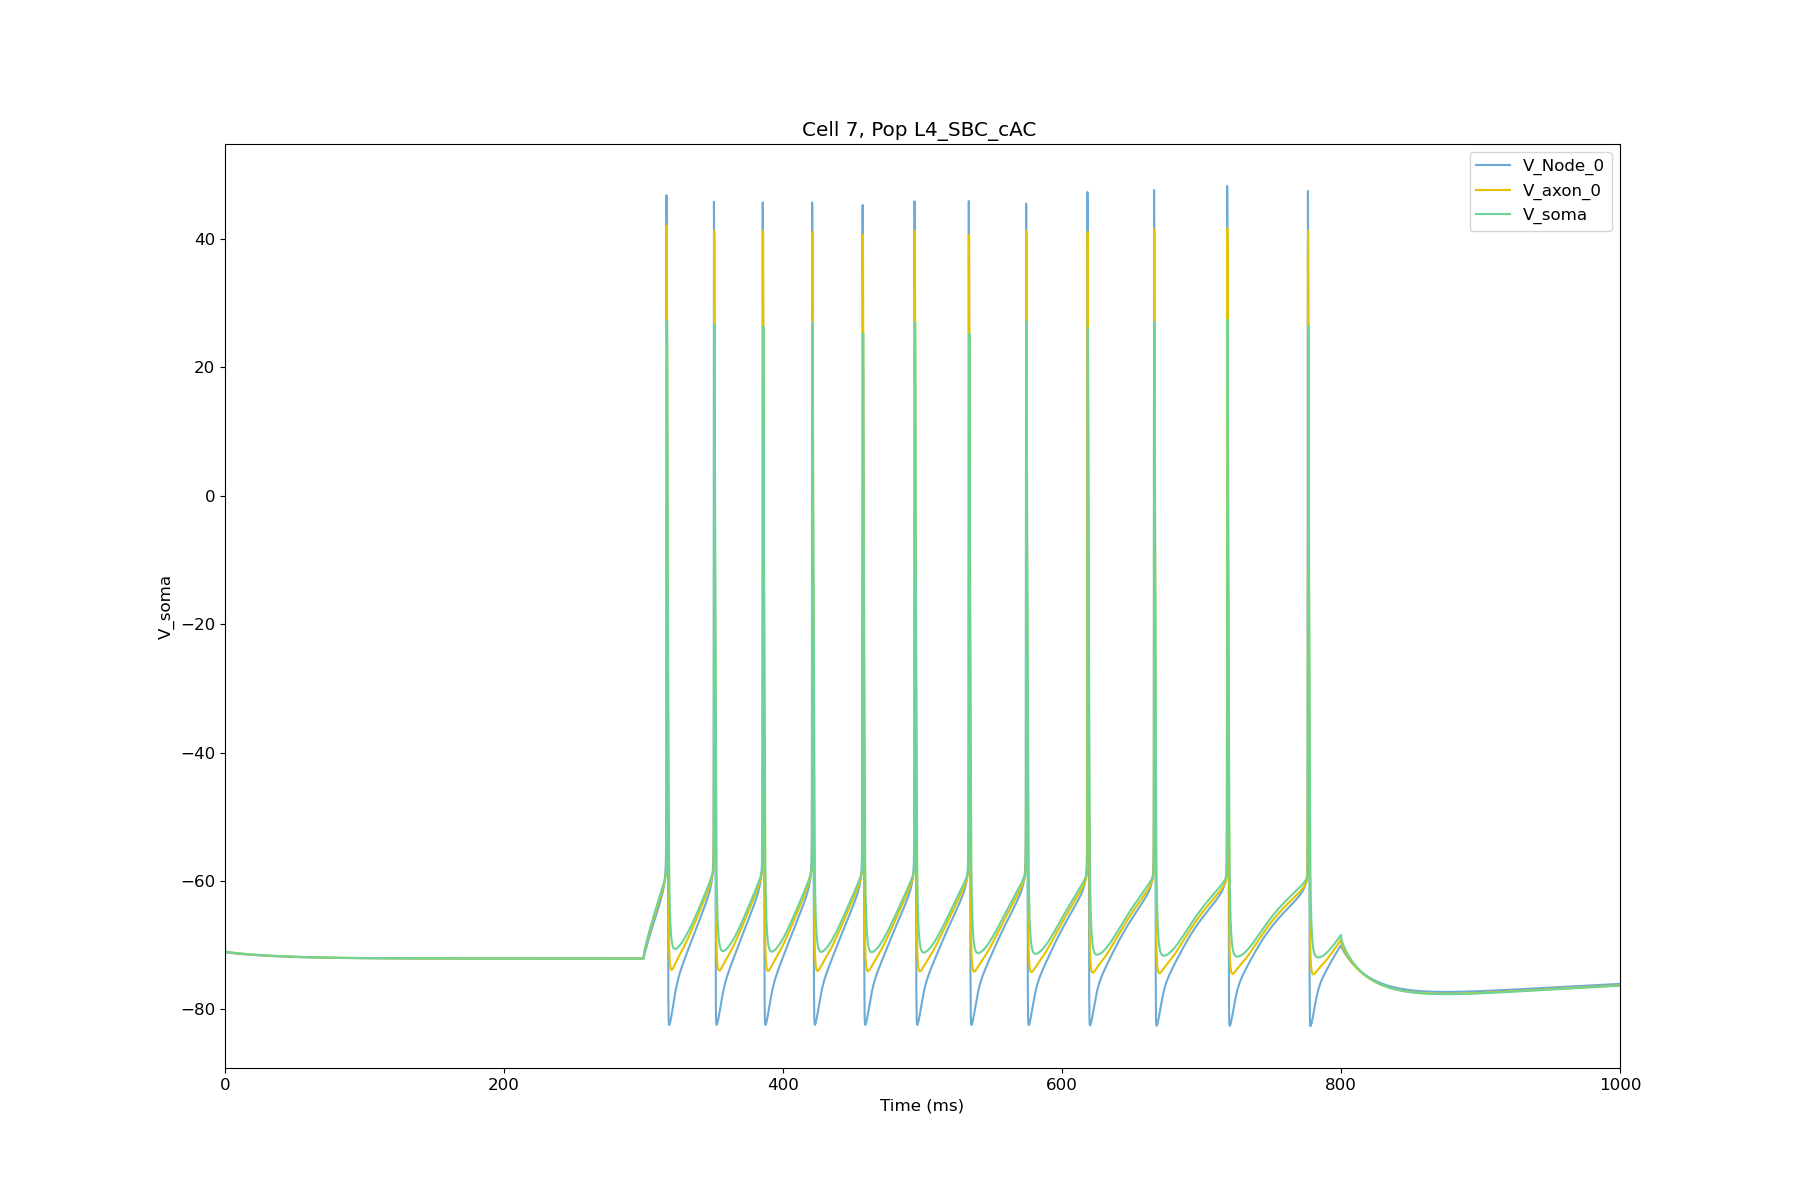 Cell 7, Pop L4_SBC_cAC
V_Node_0
V_axon_0
V_soma
40
20
0
−20
−40
−60
−80
V_soma
0 200 400 600 800 1000
Time (ms)